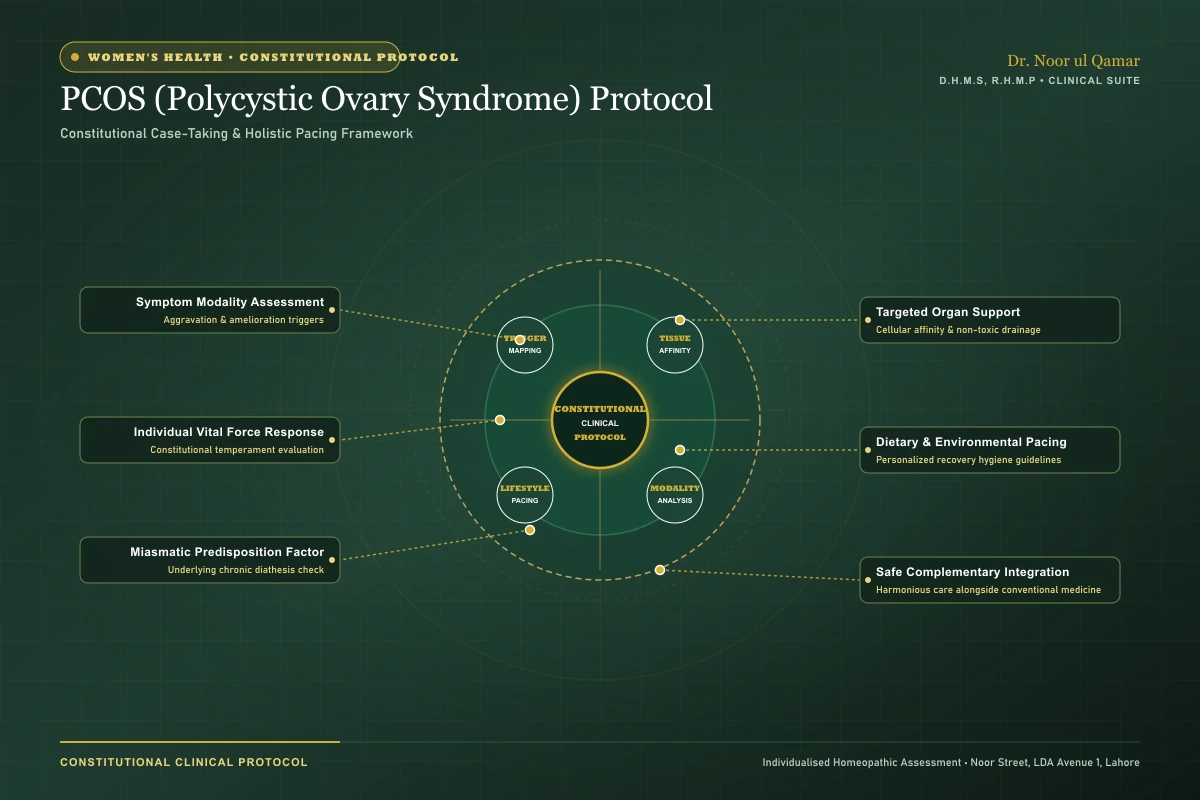 WOMEN'S HEALTH • CONSTITUTIONAL PROTOCOL
PCOS (Polycystic Ovary Syndrome) Protocol
Constitutional Case-Taking & Holistic Pacing Framework
Dr. Noor ul Qamar
D.H.M.S, R.H.M.P • CLINICAL SUITE
Symptom Modality Assessment
Aggravation & amelioration triggers
Individual Vital Force Response
Constitutional temperament evaluation
Miasmatic Predisposition Factor
Underlying chronic diathesis check
TRIGGER
MAPPING
TISSUE
AFFINITY
CONSTITUTIONAL
CLINICAL
PROTOCOL
LIFESTYLE
PACING
MODALITY
ANALYSIS
Targeted Organ Support
Cellular affinity & non-toxic drainage
Dietary & Environmental Pacing
Personalized recovery hygiene guidelines
Safe Complementary Integration
Harmonious care alongside conventional medicine
CONSTITUTIONAL CLINICAL PROTOCOL
Individualised Homeopathic Assessment • Noor Street, LDA Avenue 1, Lahore